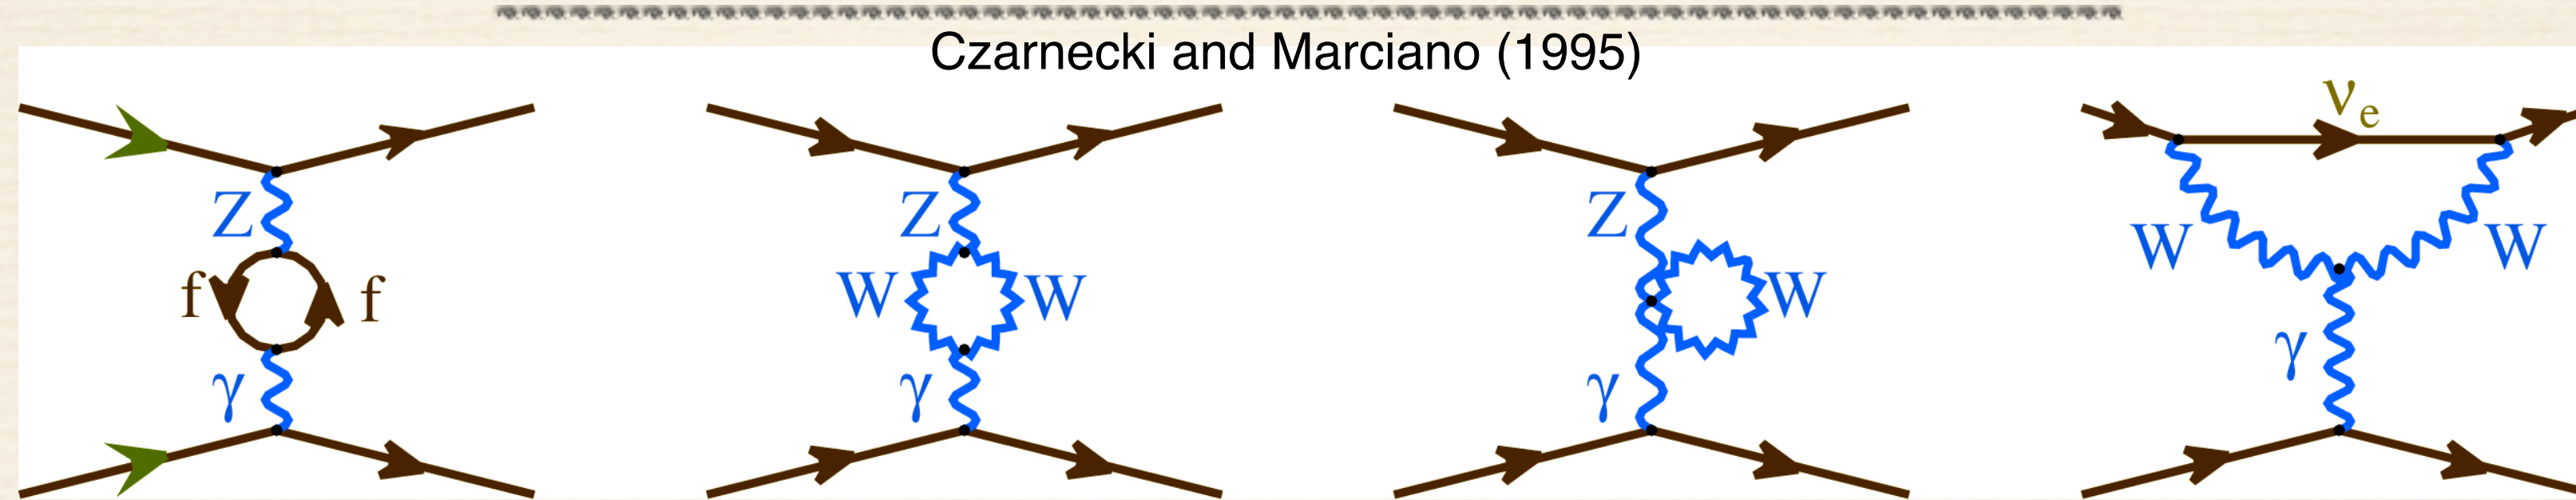 Czarnecki and Marciano (1995)
νe
Z Z Z
W W
f f W W W
γ
γ γ γ